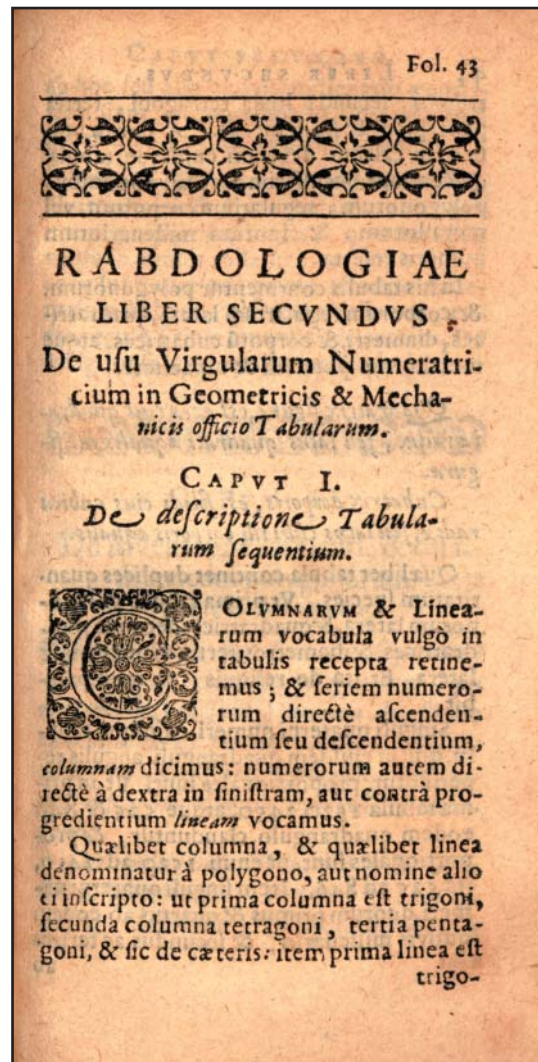 Fol. 43
RABDOLOGIAE
LIBER SECVNDVS.
De uſu Virgularum Numeratri-
cium in Geometricis & Mecha-
nicis officio Tabularum.
CAPVT I.
De deſcriptione Tabula-
rum ſequentium.
COLVMNARVM & Linea-
rum vocabula vulgò in
tabulis recepta retine-
mus; & ſeriem numero-
rum directè aſcenden-
tium ſeu deſcendentium,
columnam dicimus: numerorum autem di-
rectè à dextra in ſiniſtram, aut contrà pro-
gredientium lineam vocamus.
Quælibet columna, & quælibet linea
denominatur à polygono, aut nomine alio
ei inſcripto: ut prima columna eſt trigoni,
ſecunda columna tetragoni, tertia penta-
goni, & ſic de cæteris: item prima linea eſt
trigo-